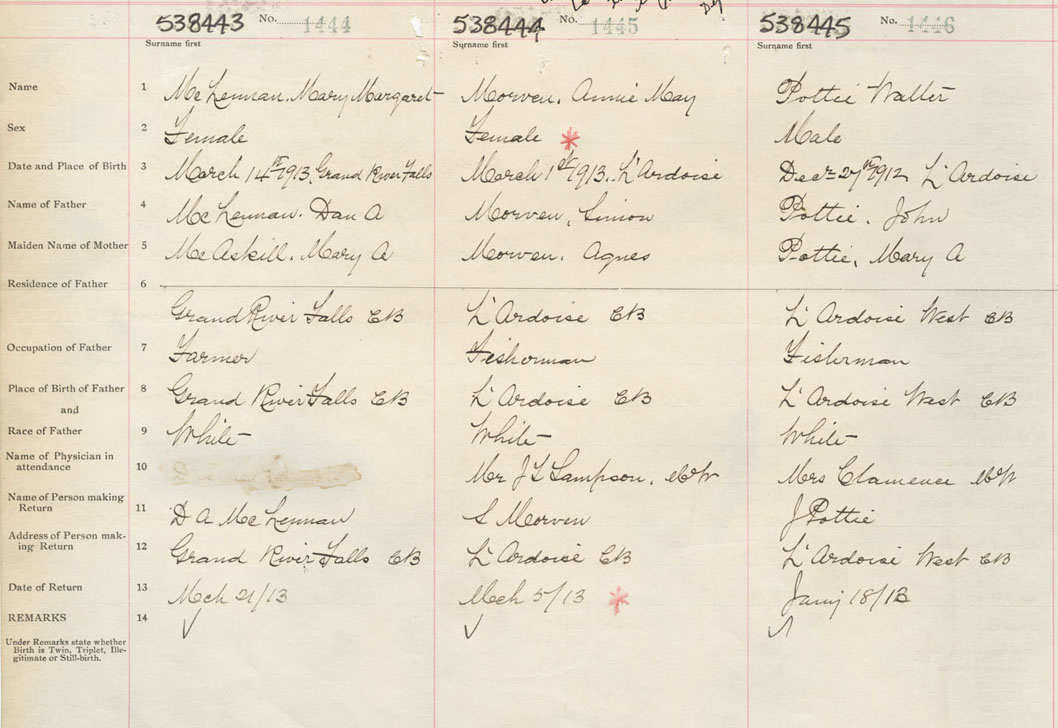 538443 No. 1444 538444 No. 1445 538445 No. 1446
Surname first Surname first Surname first
Name 1 McLennan. Mary Margaret Morven. Annie May Pottie Walter
Sex 2 Female Female * Male
Date and Place of Birth 3 March 14th 1913. Grand River Falls March 1st 1913. L'Ardoise Decr 27th 1912 L'Ardoise
Name of Father 4 McLennan. Dan A Morven, Simon Pottie. John
Maiden Name of Mother 5 McAskill. Mary A Morven. Agnes Pottie, Mary A
Residence of Father 6
Grand River Falls CB L'Ardoise CB L'Ardoise West CB
Occupation of Father 7 Farmer Fisherman Fisherman
Place of Birth of Father 8 Grand River Falls CB L'Ardoise CB L'Ardoise West CB
and
Race of Father 9 White White White
Name of Physician in
attendance 10 Mr J L Sampson. Mrs Clamence
Name of Person making
Return 11 D A McLennan S Morven J Pottie
Address of Person mak-
ing Return 12 Grand River Falls CB L'Ardoise CB L'Ardoise West CB
Date of Return 13 Mch 21/13 Mch 5/13 * 18/13
REMARKS 14
Under Remarks state whether
Birth is Twin, Triplet, Ille-
gitimate or Still-birth.